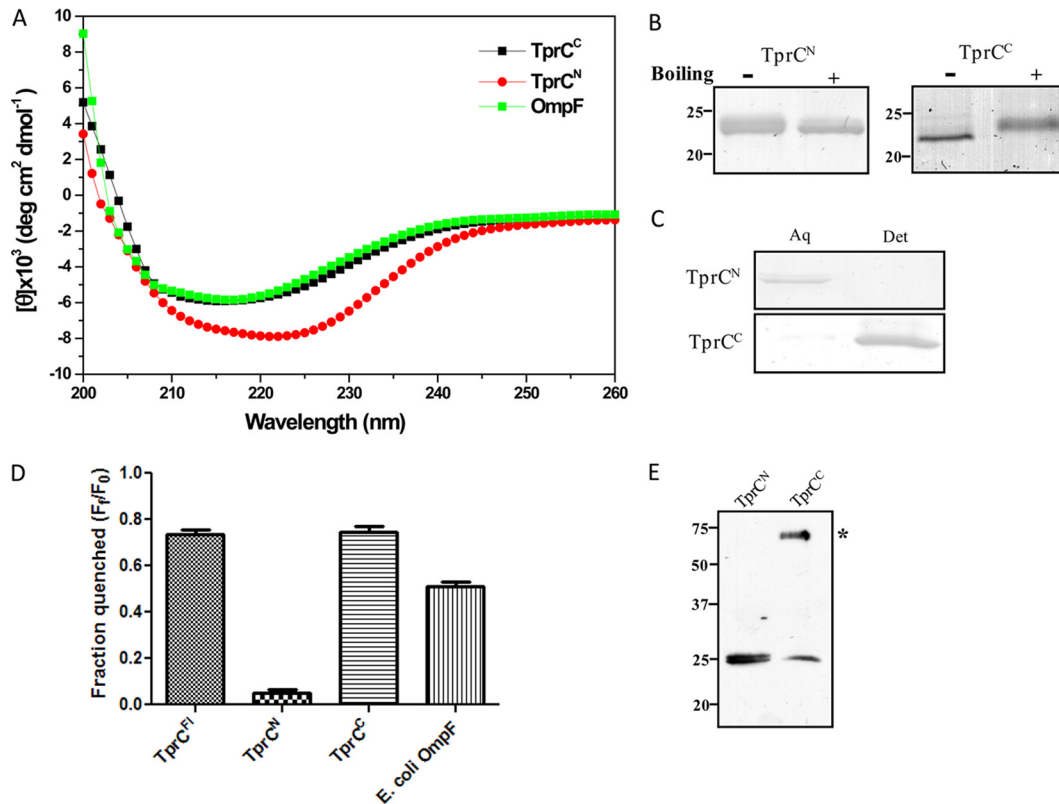 A
[θ]x10³ (deg cm² dmol⁻¹)
10
8
6
4
2
0
-2
-4
-6
-8
-10
200
210
220
230
240
250
260
Wavelength (nm)
TprCᶜ
TprCᴺ
OmpF
B
TprCᴺ
TprCᶜ
Boiling - +
- +
25
20
25
20
C
Aq Det
TprCᴺ
TprCᶜ
D
Fraction quenched (Ff/F0)
1.0
0.8
0.6
0.4
0.2
0.0
TprCᶠˡ
TprCᴺ
TprCᶜ
E. coli OmpF
E
TprCᴺ
TprCᶜ
75
50
37
25
20
*